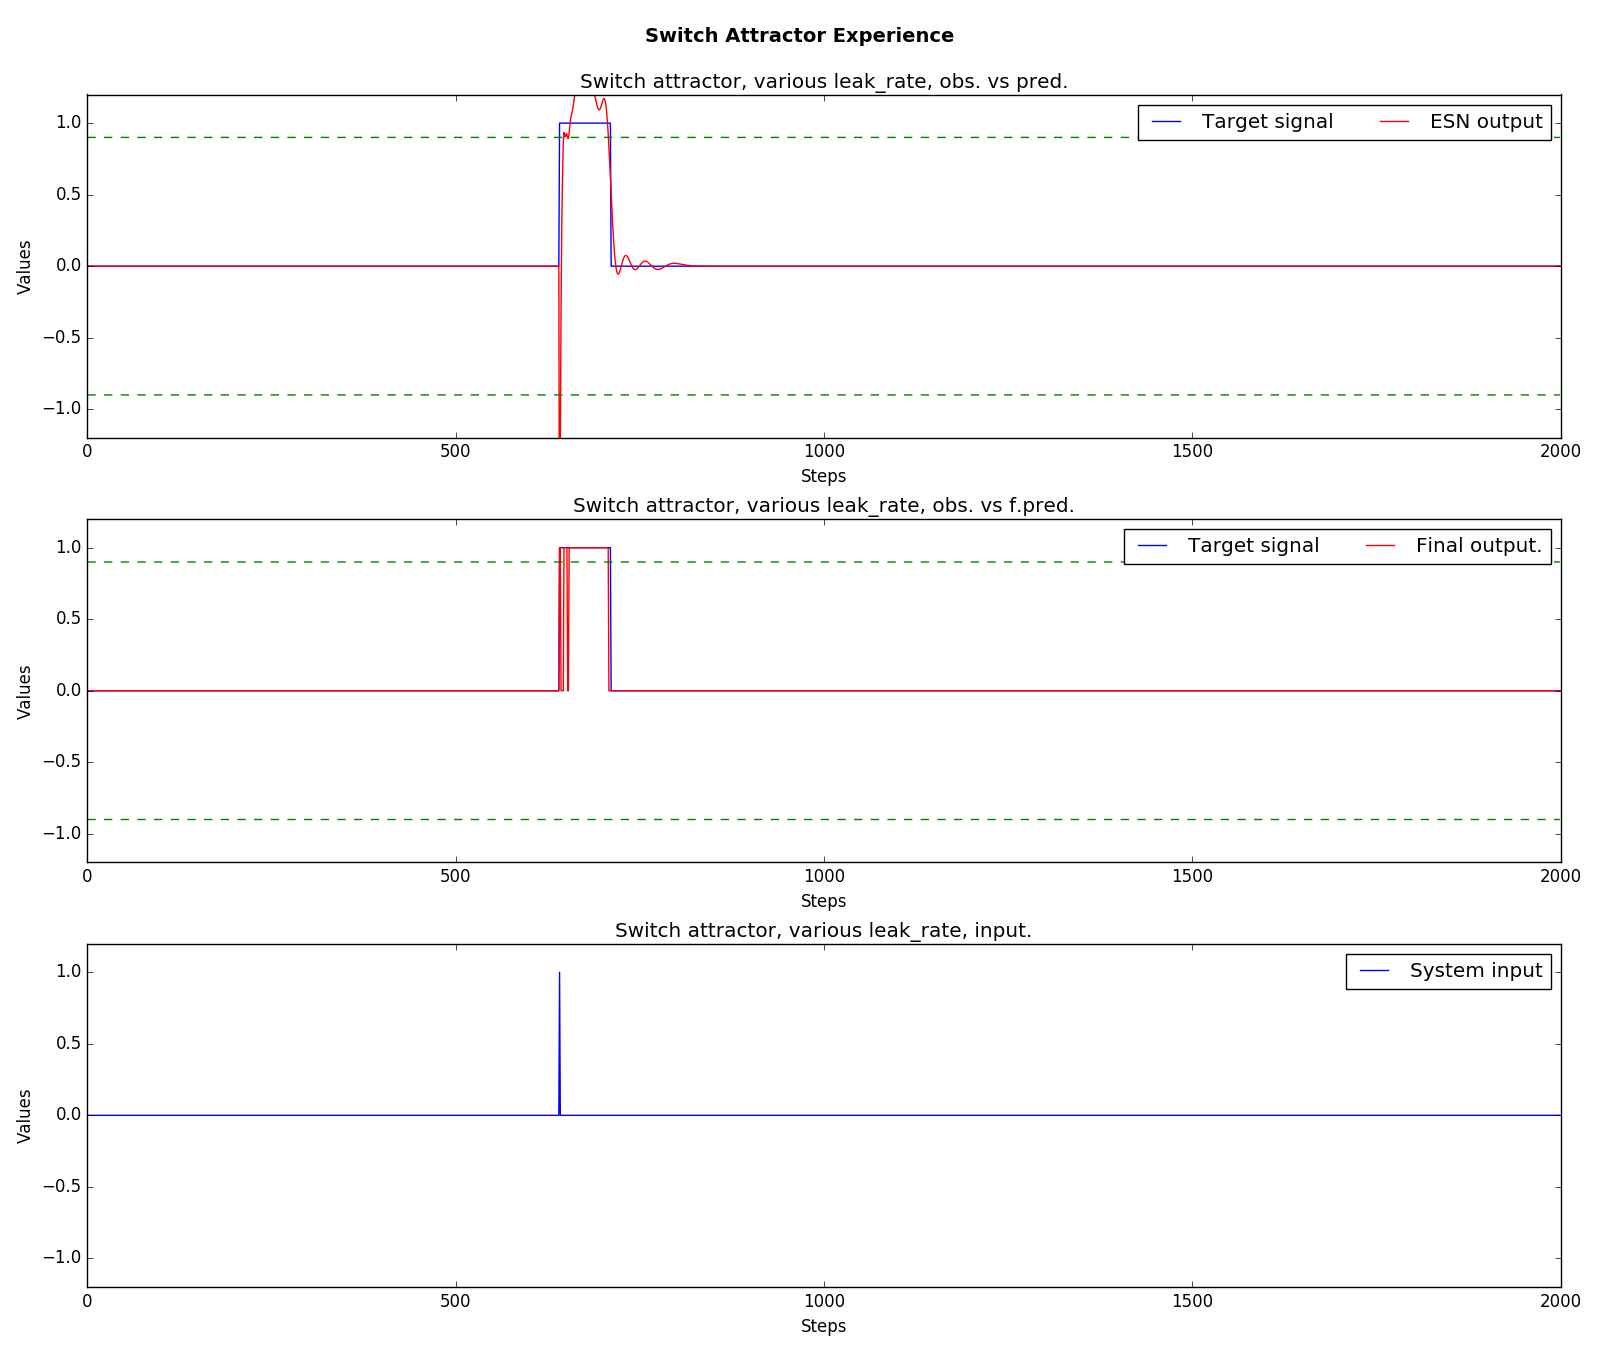 Switch Attractor Experience
Switch attractor, various leak_rate, obs. vs pred.
Target signal ESN output
1.0
0.5
0.0
−0.5
−1.0
Values
0 500 1000 1500 2000
Steps
Switch attractor, various leak_rate, obs. vs f.pred.
Target signal Final output.
1.0
0.5
0.0
−0.5
−1.0
Values
0 500 1000 1500 2000
Steps
Switch attractor, various leak_rate, input.
System input
1.0
0.5
0.0
−0.5
−1.0
Values
0 500 1000 1500 2000
Steps